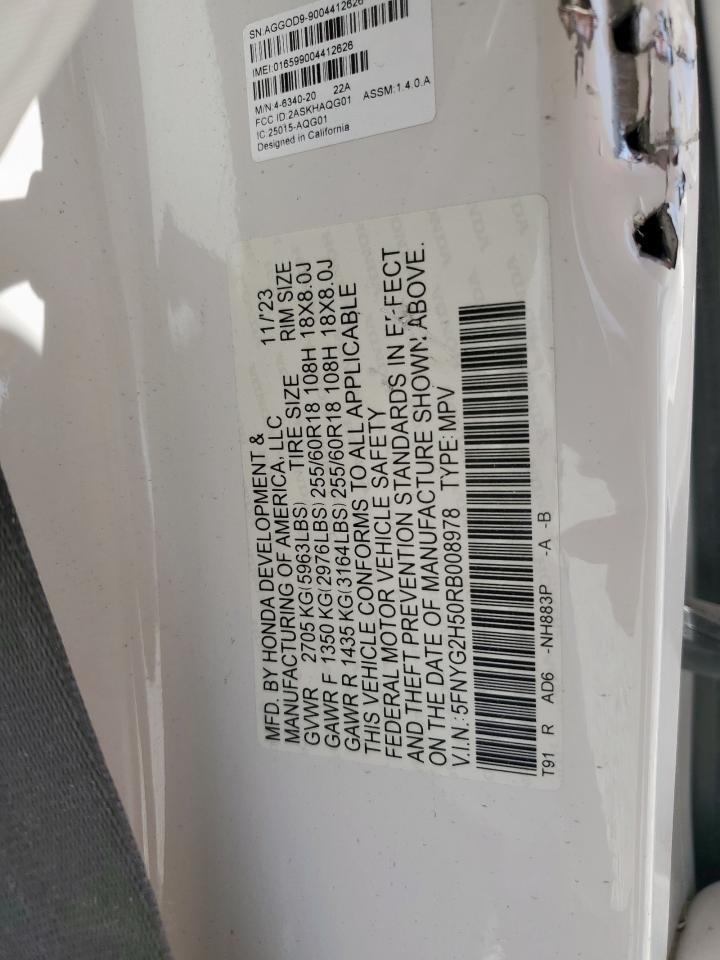 SN:AGGOD9-9004412626
IMEI:016599004412626
M/N:4-6340-20 22A
FCC ID:2ASKHAQG01 ASSM:1.4.0.A
IC:25015-AQG01
Designed in California
MFD. BY HONDA DEVELOPMENT & 11/'23
MANUFACTURING OF AMERICA, LLC
TIRE SIZE RIM SIZE
GVWR 2705 KG(5963LBS)
GAWR F 1350 KG(2976LBS) 255/60R18 108H 18X8.0J
GAWR R 1435 KG(3164LBS) 255/60R18 108H 18X8.0J
THIS VEHICLE CONFORMS TO ALL APPLICABLE
FEDERAL MOTOR VEHICLE SAFETY
AND THEFT PREVENTION STANDARDS IN EFFECT
ON THE DATE OF MANUFACTURE SHOWN ABOVE.
V.I.N.:5FNYG2H50RB008978 TYPE:MPV
T91 R AD6 -NH883P -A -B